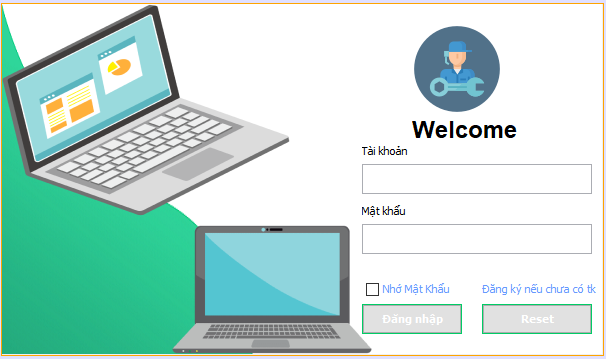 Welcome
Tài khoản
Mật khẩu
Nhớ Mật Khẩu
Đăng ký nếu chưa có tk
Đăng nhập
Reset